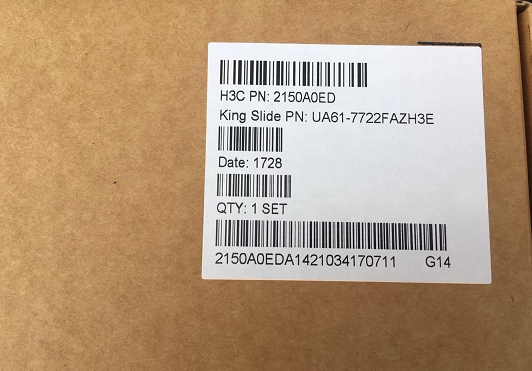 H3C PN: 2150A0ED
King Slide PN: UA61-7722FAZH3E
Date: 1728
QTY: 1 SET
2150A0EDA1421034170711 G14